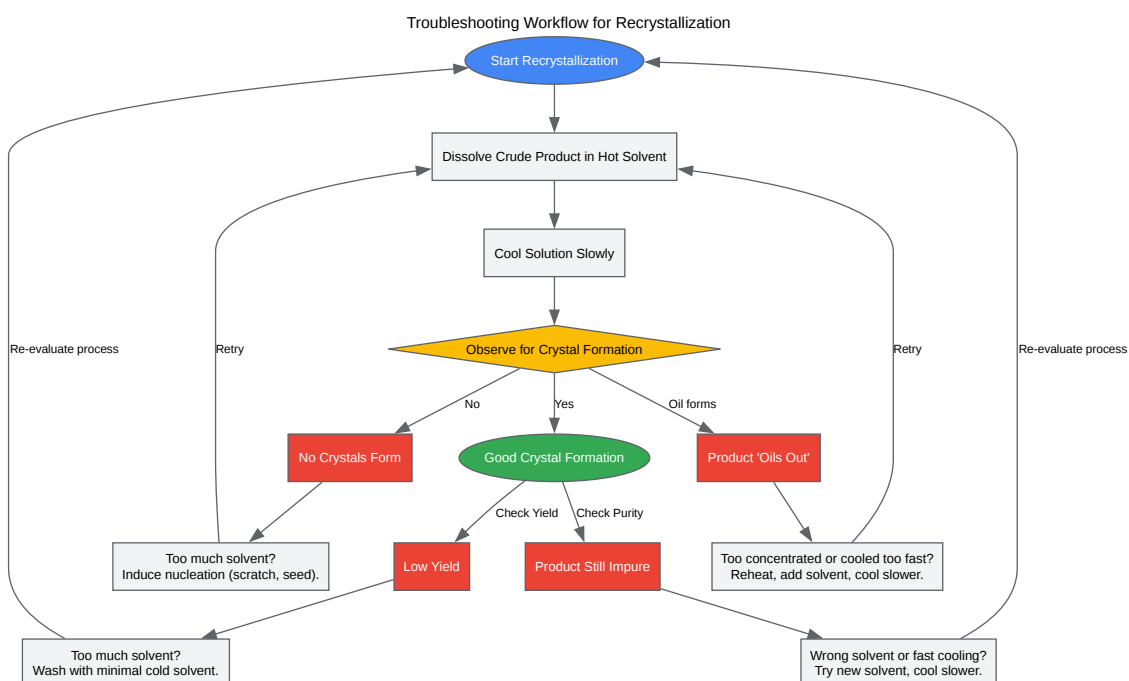 Troubleshooting Workflow for Recrystallization
Start Recrystallization
Dissolve Crude Product in Hot Solvent
Cool Solution Slowly
Observe for Crystal Formation
Re-evaluate process
Retry
Retry
Re-evaluate process
No
Yes
Oil forms
No Crystals Form
Good Crystal Formation
Product 'Oils Out'
Check Yield
Check Purity
Too much solvent?
Induce nucleation (scratch, seed).
Low Yield
Product Still Impure
Too concentrated or cooled too fast?
Reheat, add solvent, cool slower.
Too much solvent?
Wash with minimal cold solvent.
Wrong solvent or fast cooling?
Try new solvent, cool slower.